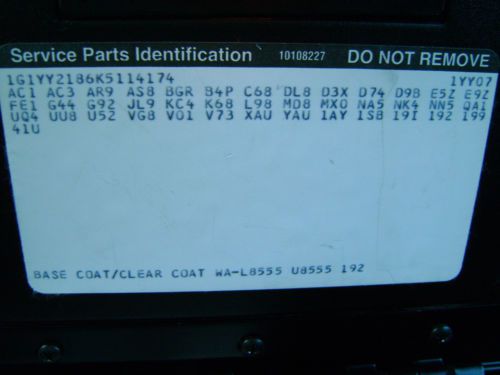 Service Parts Identification 10108227 DO NOT REMOVE
1G1YY2186K5114174 1YY07
AC1 AC3 AR9 AS8 BGR B4P C68 DL8 D3X D74 D9B E5Z E9Z
FE1 G44 G92 JL9 KC4 K68 L98 MD8 MX0 NA5 NK4 NN5 QA1
UQ4 UU8 U52 VG8 V01 V73 XAU YAU 1AY 1SB 19I 192 199
41U
BASE COAT/CLEAR COAT WA-L8555 U8555 192